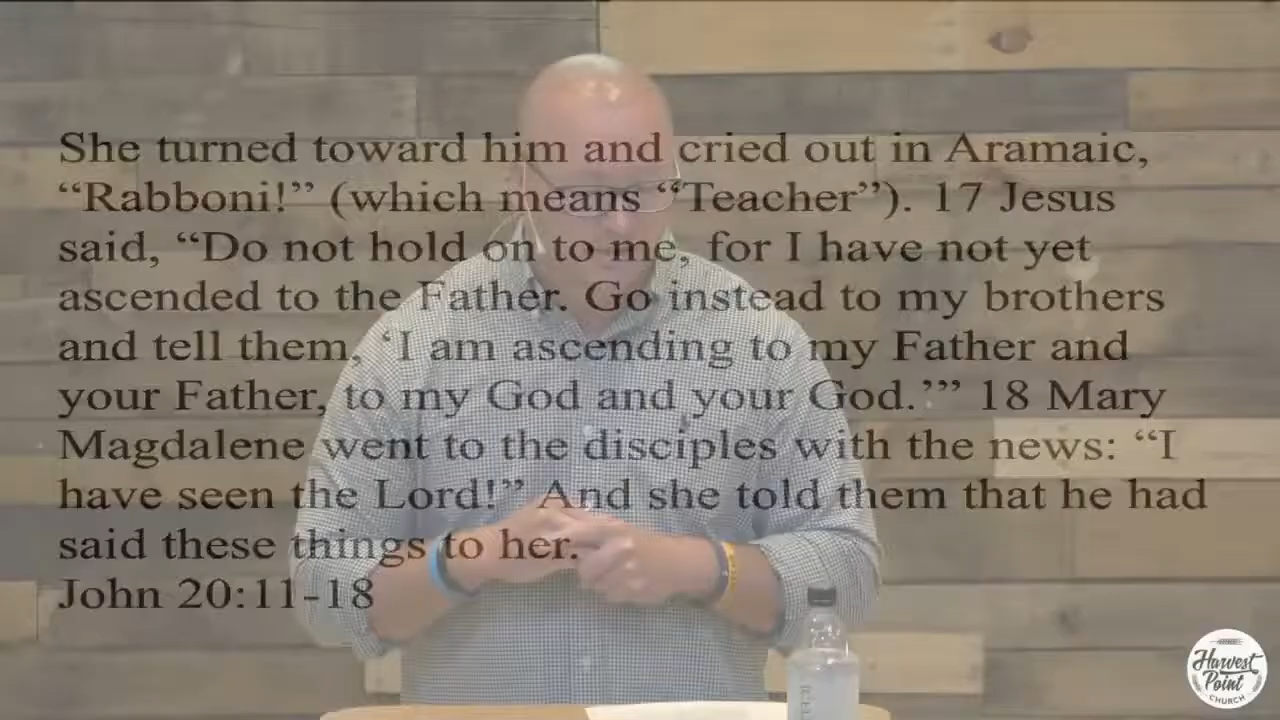 She turned toward him and cried out in Aramaic,
“Rabboni!” (which means “Teacher”). 17 Jesus
said, “Do not hold on to me, for I have not yet
ascended to the Father. Go instead to my brothers
and tell them, ‘I am ascending to my Father and
your Father, to my God and your God.’” 18 Mary
Magdalene went to the disciples with the news: “I
have seen the Lord!” And she told them that he had
said these things to her.
John 20:11-18
Harvest
Point
CHURCH